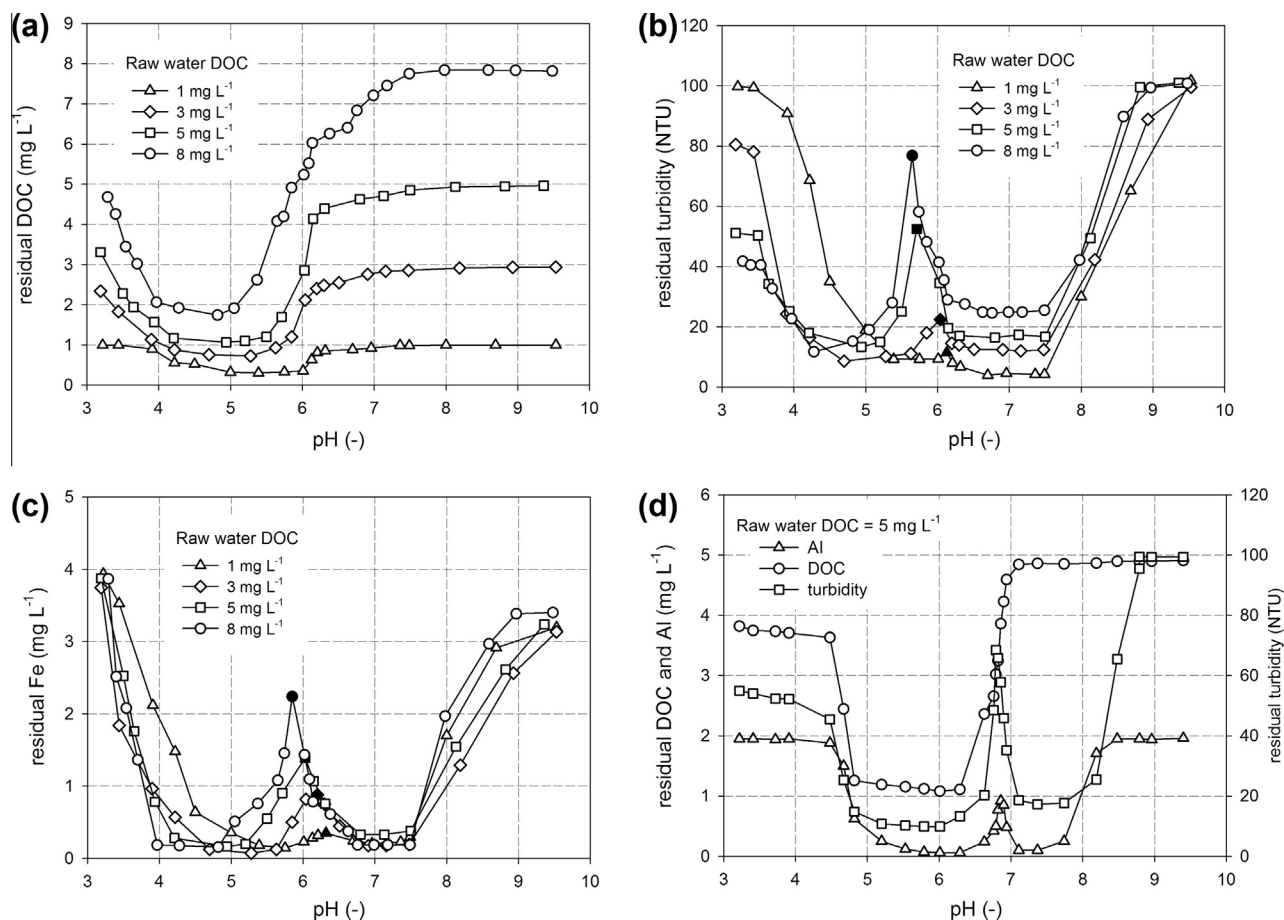 (a)
9
8
7
6
5
4
3
2
1
0
residual DOC (mg L⁻¹)
Raw water DOC
1 mg L⁻¹
3 mg L⁻¹
5 mg L⁻¹
8 mg L⁻¹
3 4 5 6 7 8 9 10
pH (-)
(b)
120
100
80
60
40
20
0
residual turbidity (NTU)
Raw water DOC
1 mg L⁻¹
3 mg L⁻¹
5 mg L⁻¹
8 mg L⁻¹
3 4 5 6 7 8 9 10
pH (-)
(c)
5
4
3
2
1
0
residual Fe (mg L⁻¹)
Raw water DOC
1 mg L⁻¹
3 mg L⁻¹
5 mg L⁻¹
8 mg L⁻¹
3 4 5 6 7 8 9 10
pH (-)
(d)
6
5
4
3
2
1
0
residual DOC and Al (mg L⁻¹)
Raw water DOC = 5 mg L⁻¹
Al
DOC
turbidity
120
100
80
60
40
20
0
residual turbidity (NTU)
3 4 5 6 7 8 9 10
pH (-)